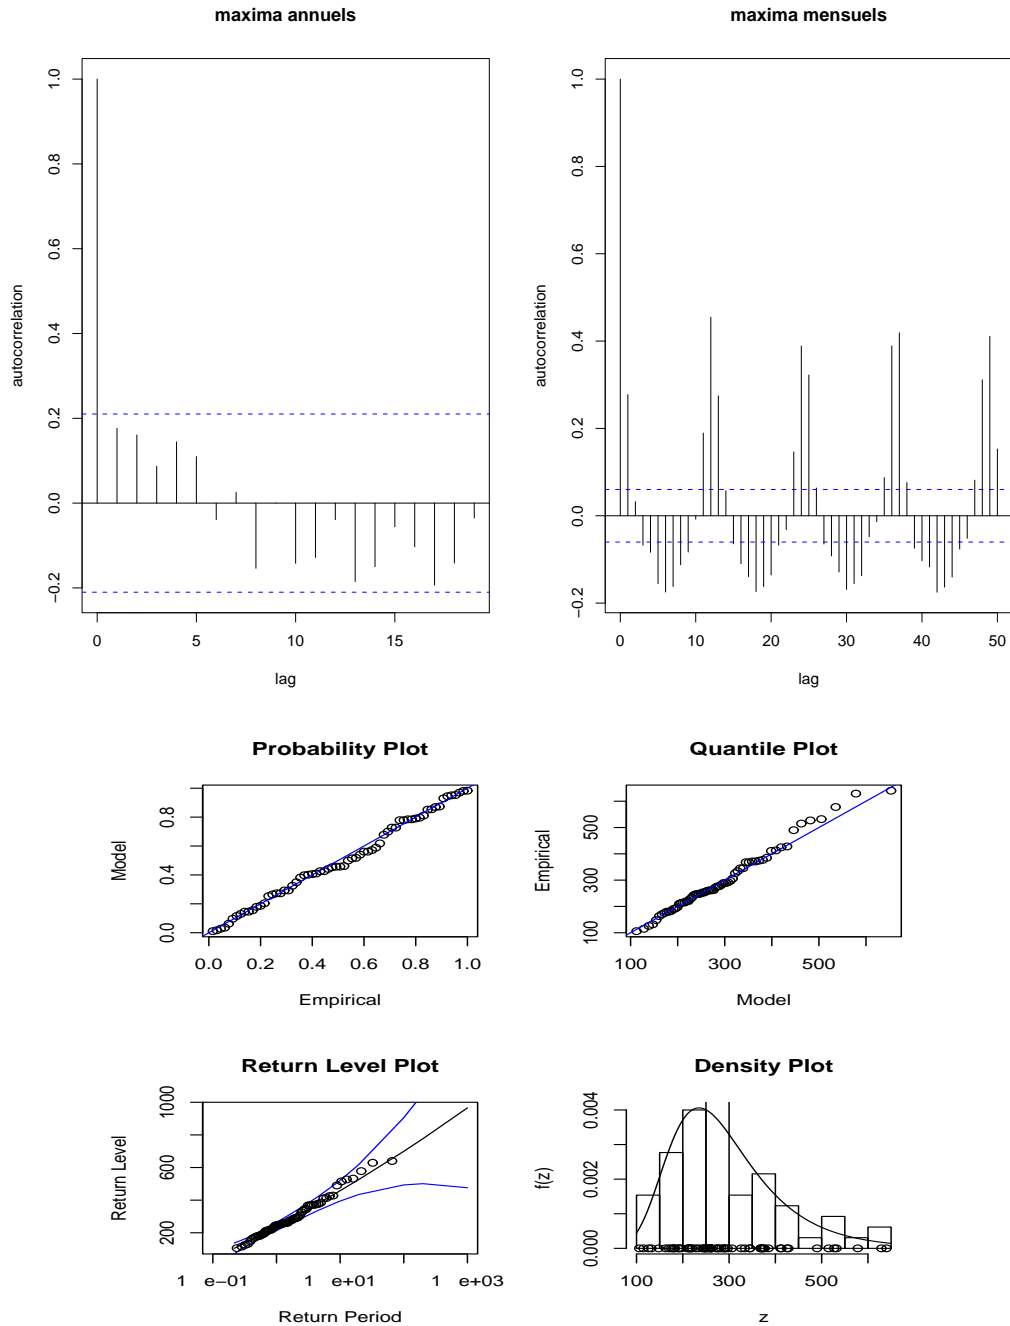 maxima annuels
autocorrelation
1.0
0.8
0.6
0.4
0.2
0.0
−0.2
0 5 10 15
lag
maxima mensuels
autocorrelation
1.0
0.8
0.6
0.4
0.2
0.0
−0.2
0 10 20 30 40 50
lag
Probability Plot
Model
0.8
0.4
0.0
0.0 0.2 0.4 0.6 0.8 1.0
Empirical
Quantile Plot
Empirical
500
300
100
100 300 500
Model
Return Level Plot
Return Level
1000
600
200
1 e−01 1 e+01 1 e+03
Return Period
Density Plot
f(z)
0.004
0.002
0.000
100 300 500
z